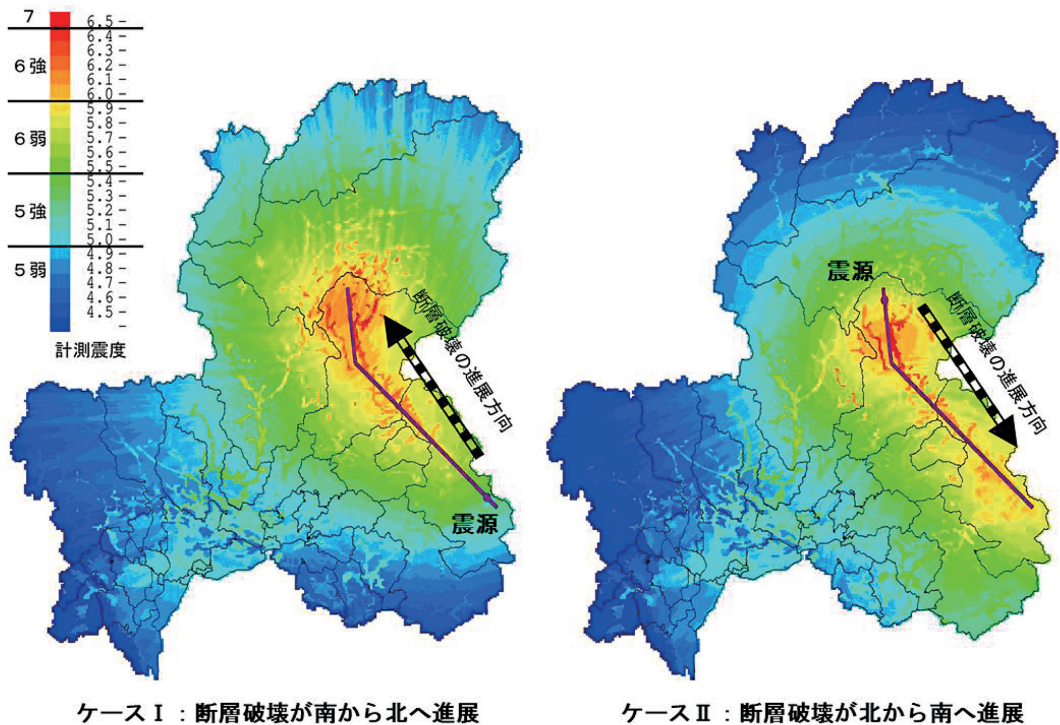 7
6強
6弱
5強
5弱
6.5
6.4
6.3
6.2
6.1
6.0
5.9
5.8
5.7
5.6
5.5
5.4
5.3
5.2
5.1
5.0
4.9
4.8
4.7
4.6
4.5
計測震度
断層破壊の進展方向
震源
ケースⅠ：断層破壊が南から北へ進展
震源
断層破壊の進展方向
ケースⅡ：断層破壊が北から南へ進展